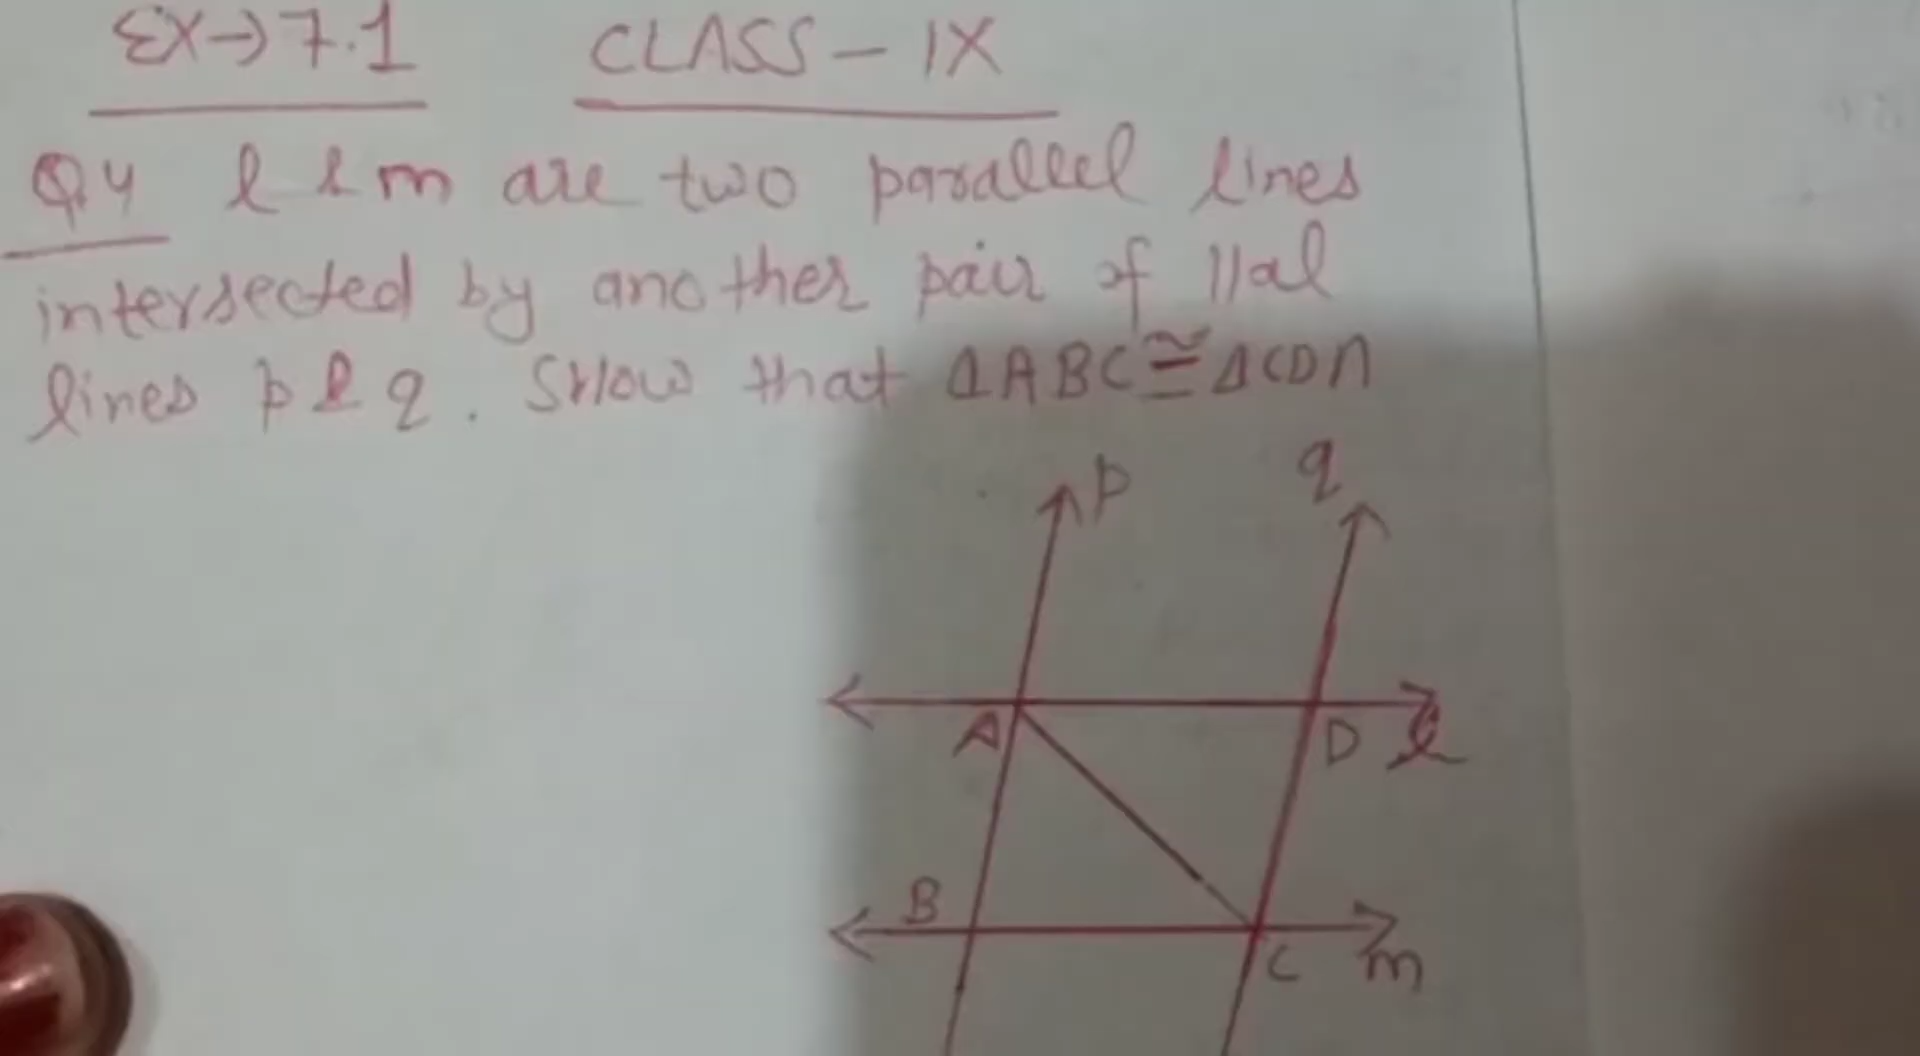 EX→7.1 CLASS-IX
Q4 l & m are two parallel lines
intersected by another pair of ||al
lines p & q. Show that ΔABC≅ΔCDA
p q
A D l
B
C m